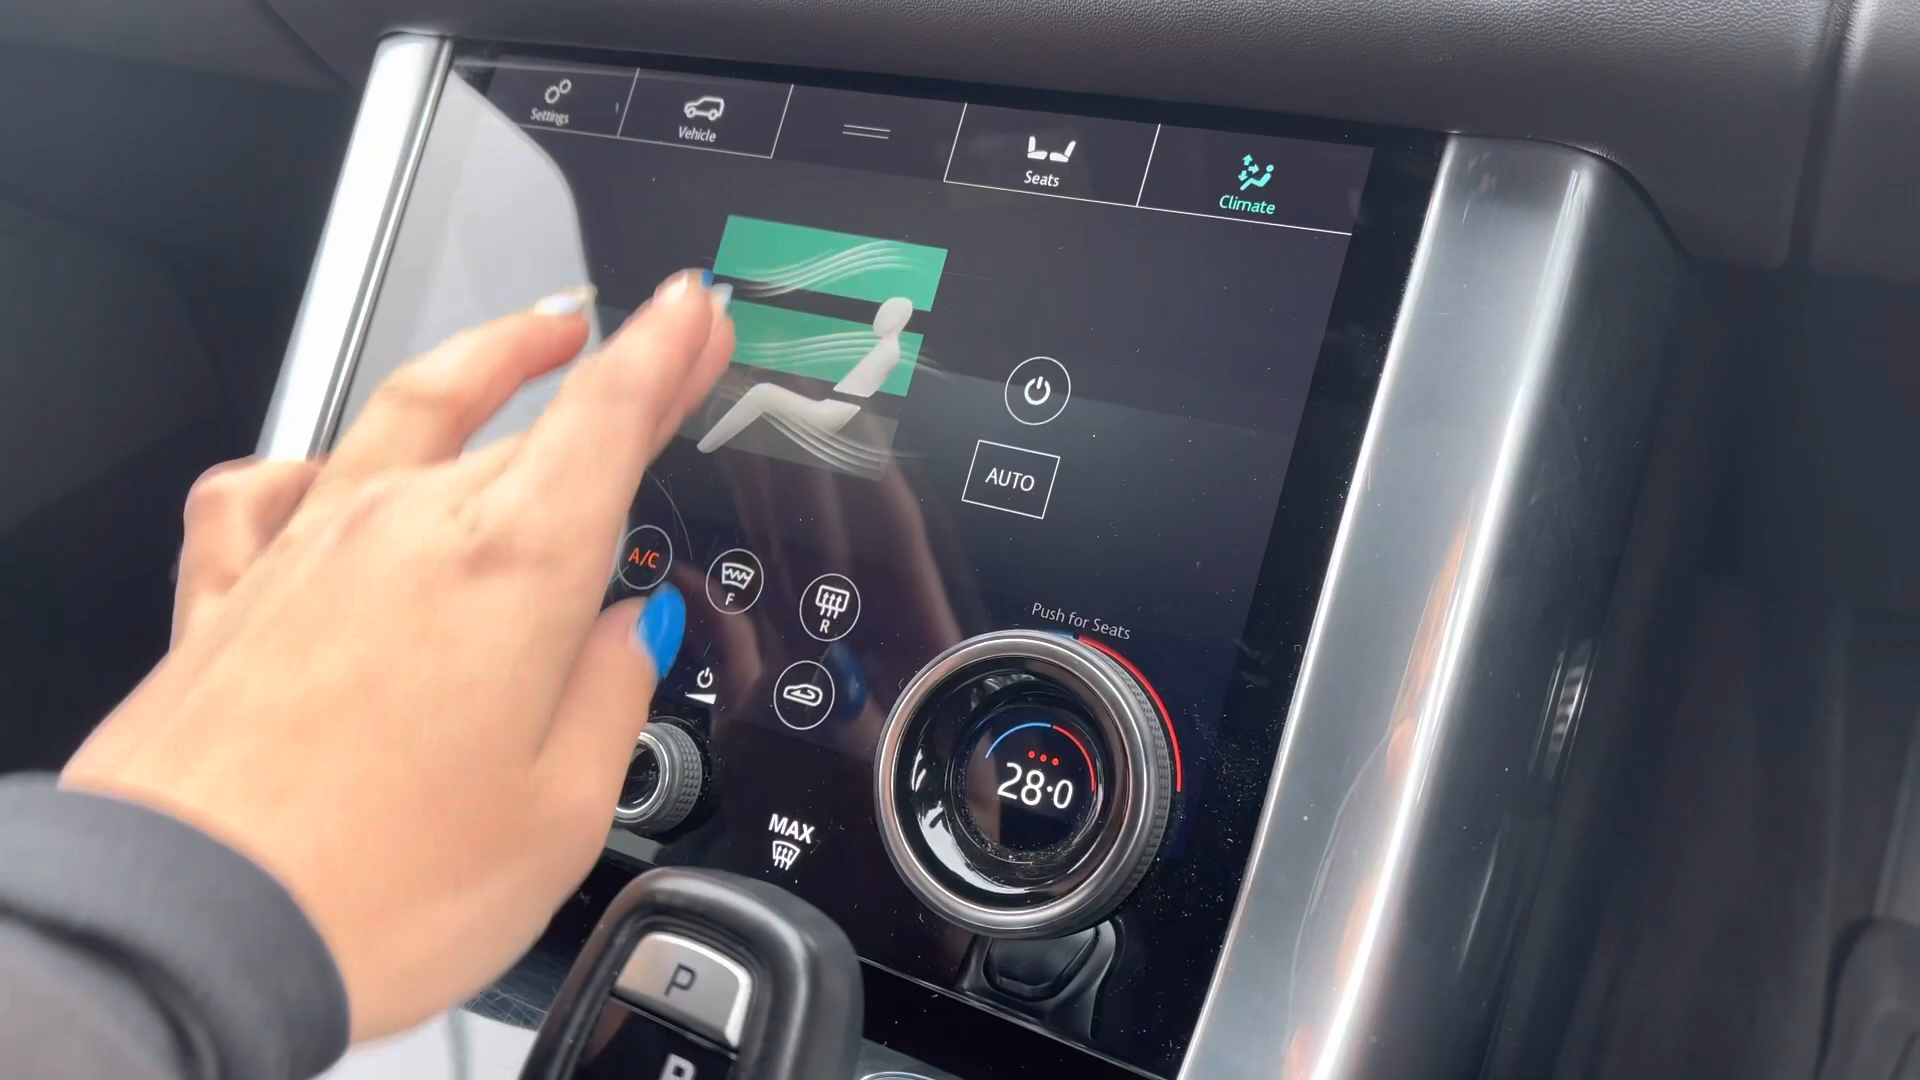 Settings
Vehicle
Seats
Climate
AUTO
A/C
F
R
Push for Seats
28·0
MAX
P
R